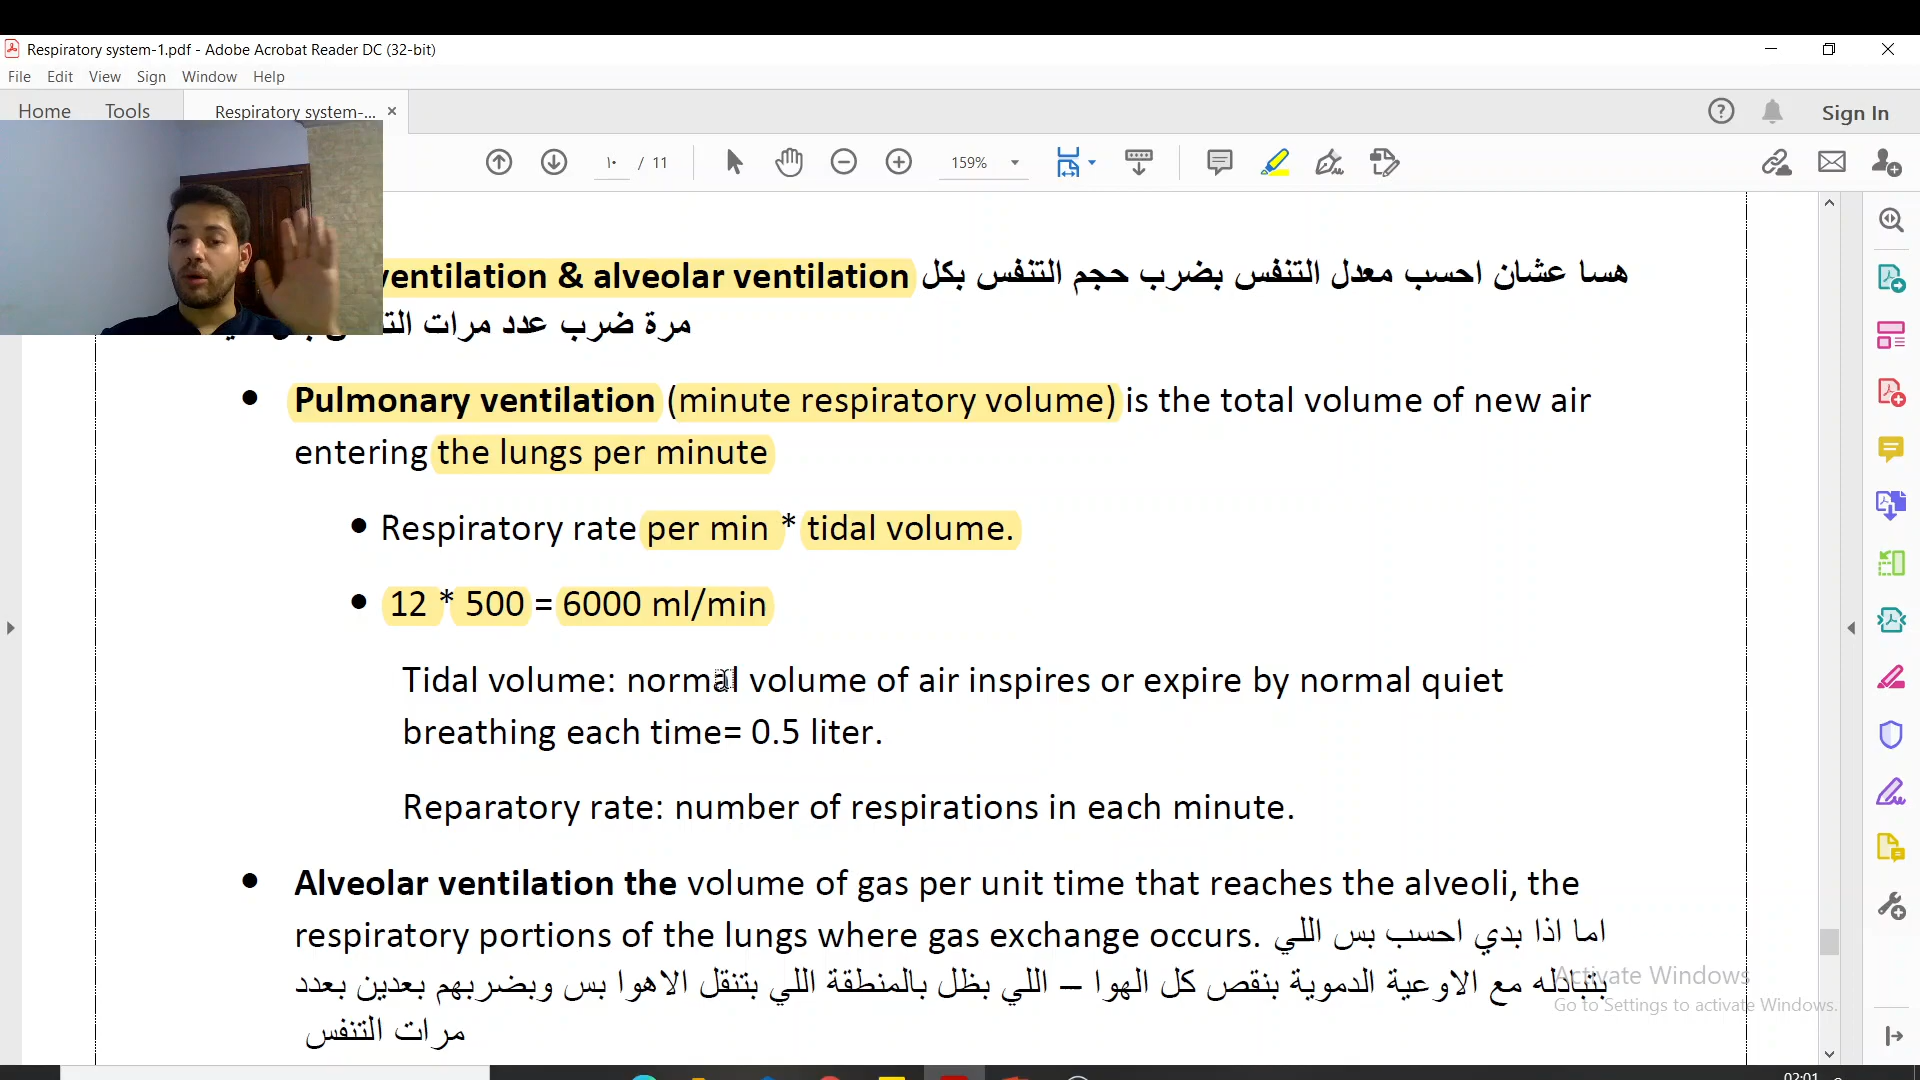 Respiratory system-1.pdf - Adobe Acrobat Reader DC (32-bit)
File Edit View Sign Window Help
Home Tools Respiratory system-... × Sign In
١٠ / 11 159%
ventilation & alveolar ventilation هسا عشان احسب معدل التنفس بضرب حجم التنفس بكل
مرة ضرب عدد مرات
Pulmonary ventilation (minute respiratory volume) is the total volume of new air
entering the lungs per minute
Respiratory rate per min * tidal volume.
12 * 500 = 6000 ml/min
Tidal volume: normal volume of air inspires or expire by normal quiet
breathing each time= 0.5 liter.
Reparatory rate: number of respirations in each minute.
Alveolar ventilation the volume of gas per unit time that reaches the alveoli, the
respiratory portions of the lungs where gas exchange occurs. اما اذا بدي احسب بس اللي
بتبادله مع الاوعية الدموية بنقص كل الهوا – اللي بظل بالمنطقة اللي بتنقل الاهوا بس وبضربهم بعدين بعدد
مرات التنفس
Activate Windows
Go to Settings to activate Windows.
02:01